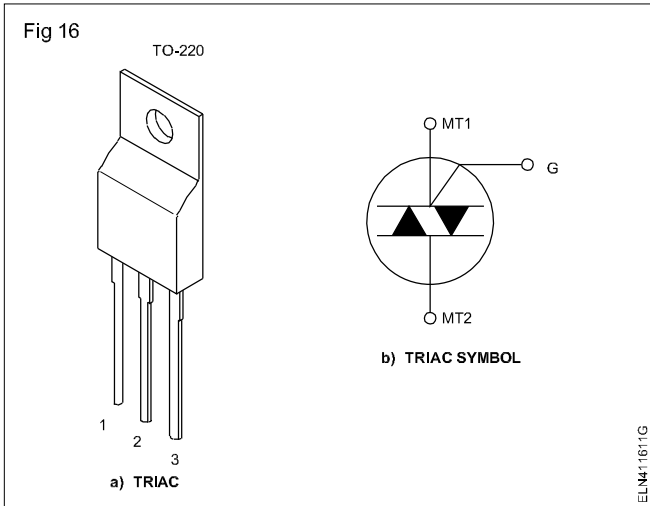 Fig 16
TO-220
1
2
3
a) TRIAC
MT1
G
MT2
b) TRIAC SYMBOL
ELN411611G